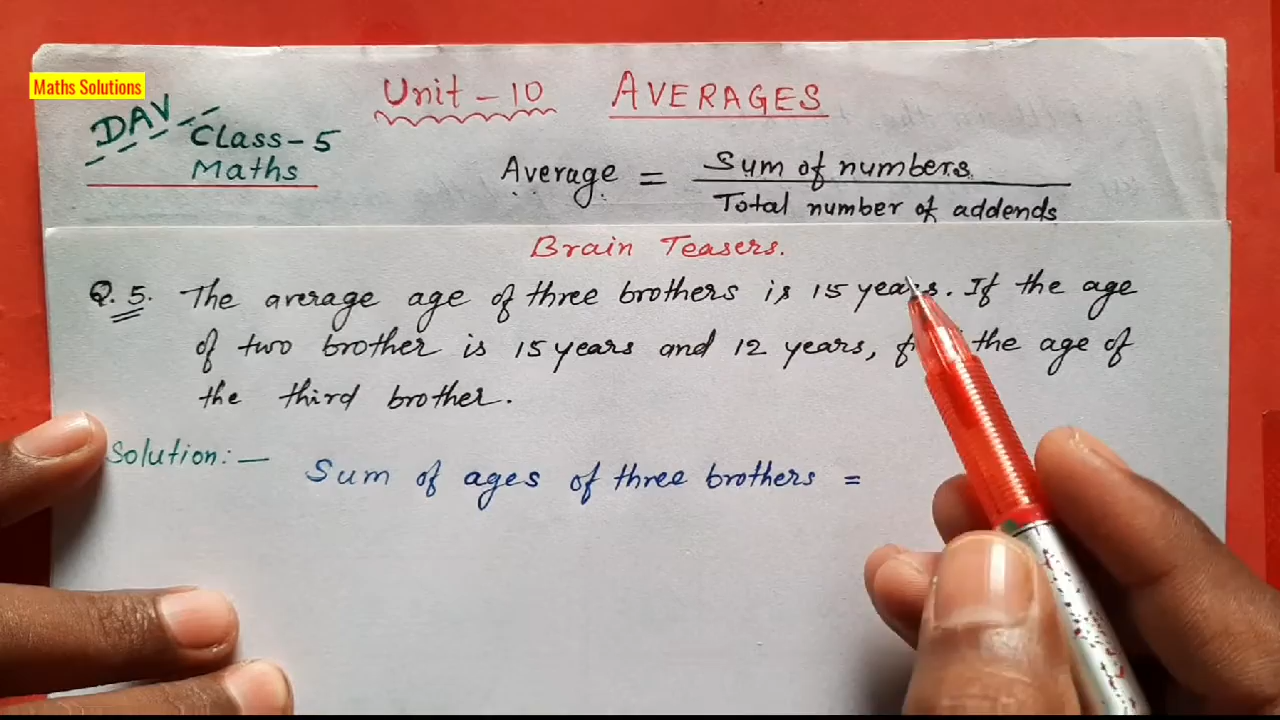 Maths Solutions
Unit - 10 AVERAGES
DAV
Class - 5
Maths
Average = Sum of numbers
Total number of addends
Brain Teasers.
Q.5. The average age of three brothers is 15 years. If the age
of two brother is 15 years and 12 years, the age of
the third brother.
Solution:-
Sum of ages of three brothers =